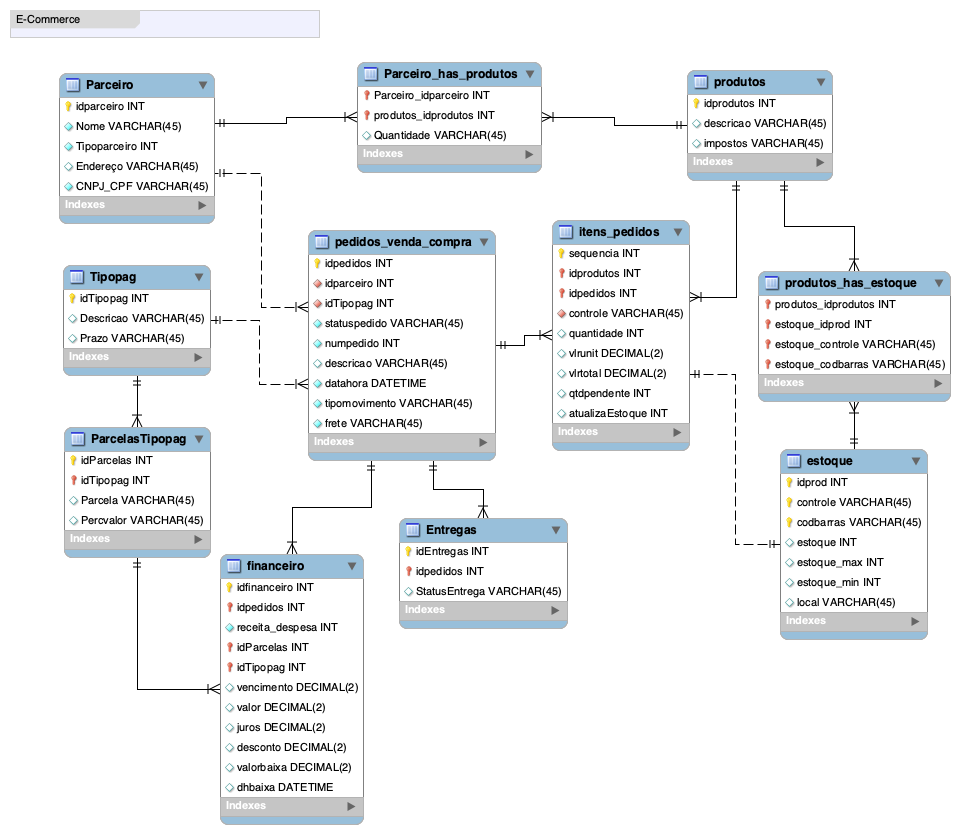 E-Commerce
Parceiro
idparceiro INT
Nome VARCHAR(45)
Tipoparceiro INT
Endereço VARCHAR(45)
CNPJ_CPF VARCHAR(45)
Indexes
Parceiro_has_produtos
Parceiro_idparceiro INT
produtos_idprodutos INT
Quantidade VARCHAR(45)
Indexes
produtos
idprodutos INT
descricao VARCHAR(45)
impostos VARCHAR(45)
Indexes
Tipopag
idTipopag INT
Descricao VARCHAR(45)
Prazo VARCHAR(45)
Indexes
pedidos_venda_compra
idpedidos INT
idparceiro INT
idTipopag INT
statuspedido VARCHAR(45)
numpedido INT
descricao VARCHAR(45)
datahora DATETIME
tipomovimento VARCHAR(45)
frete VARCHAR(45)
Indexes
itens_pedidos
sequencia INT
idprodutos INT
idpedidos INT
controle VARCHAR(45)
quantidade INT
vlrunit DECIMAL(2)
vlrtotal DECIMAL(2)
qtdpendente INT
atualizaEstoque INT
Indexes
produtos_has_estoque
produtos_idprodutos INT
estoque_idprod INT
estoque_controle VARCHAR(45)
estoque_codbarras VARCHAR(45)
Indexes
ParcelasTipopag
idParcelas INT
idTipopag INT
Parcela VARCHAR(45)
Percvalor VARCHAR(45)
Indexes
estoque
idprod INT
controle VARCHAR(45)
codbarras VARCHAR(45)
estoque INT
estoque_max INT
estoque_min INT
local VARCHAR(45)
Indexes
Entregas
idEntregas INT
idpedidos INT
StatusEntrega VARCHAR(45)
Indexes
financeiro
idfinanceiro INT
idpedidos INT
receita_despesa INT
idParcelas INT
idTipopag INT
vencimento DECIMAL(2)
valor DECIMAL(2)
juros DECIMAL(2)
desconto DECIMAL(2)
valorbaixa DECIMAL(2)
dhbaixa DATETIME
Indexes